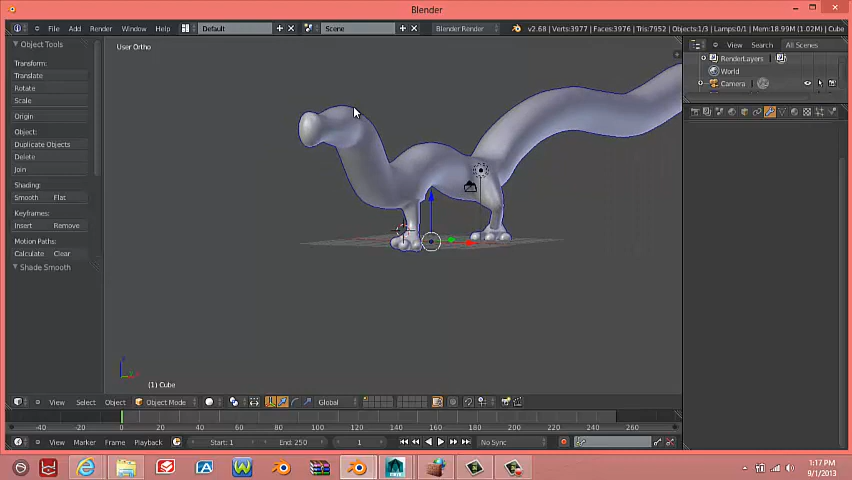 Blender
File Add Render Window Help Default Scene Blender Render v2.68 | Verts:3977 | Faces:3976 | Tris:7952 | Objects:1/3 | Lamps:0/1 | Mem:18.99M (1.02M) | Cube
Object Tools
User Ortho
View Search All Scenes
RenderLayers
World
Camera
Transform:
Translate
Rotate
Scale
Origin
Object:
Duplicate Objects
Delete
Join
Shading:
Smooth Flat
Keyframes:
Insert Remove
Motion Paths:
Calculate Clear
Shade Smooth
(1) Cube
View Select Object Object Mode Global
-40 -20 0 20 40 60 80 100 120 140 160 180 200 220 240 260
View Marker Frame Playback Start: 1 End: 250 1 No Sync
1:17 PM
9/1/2013